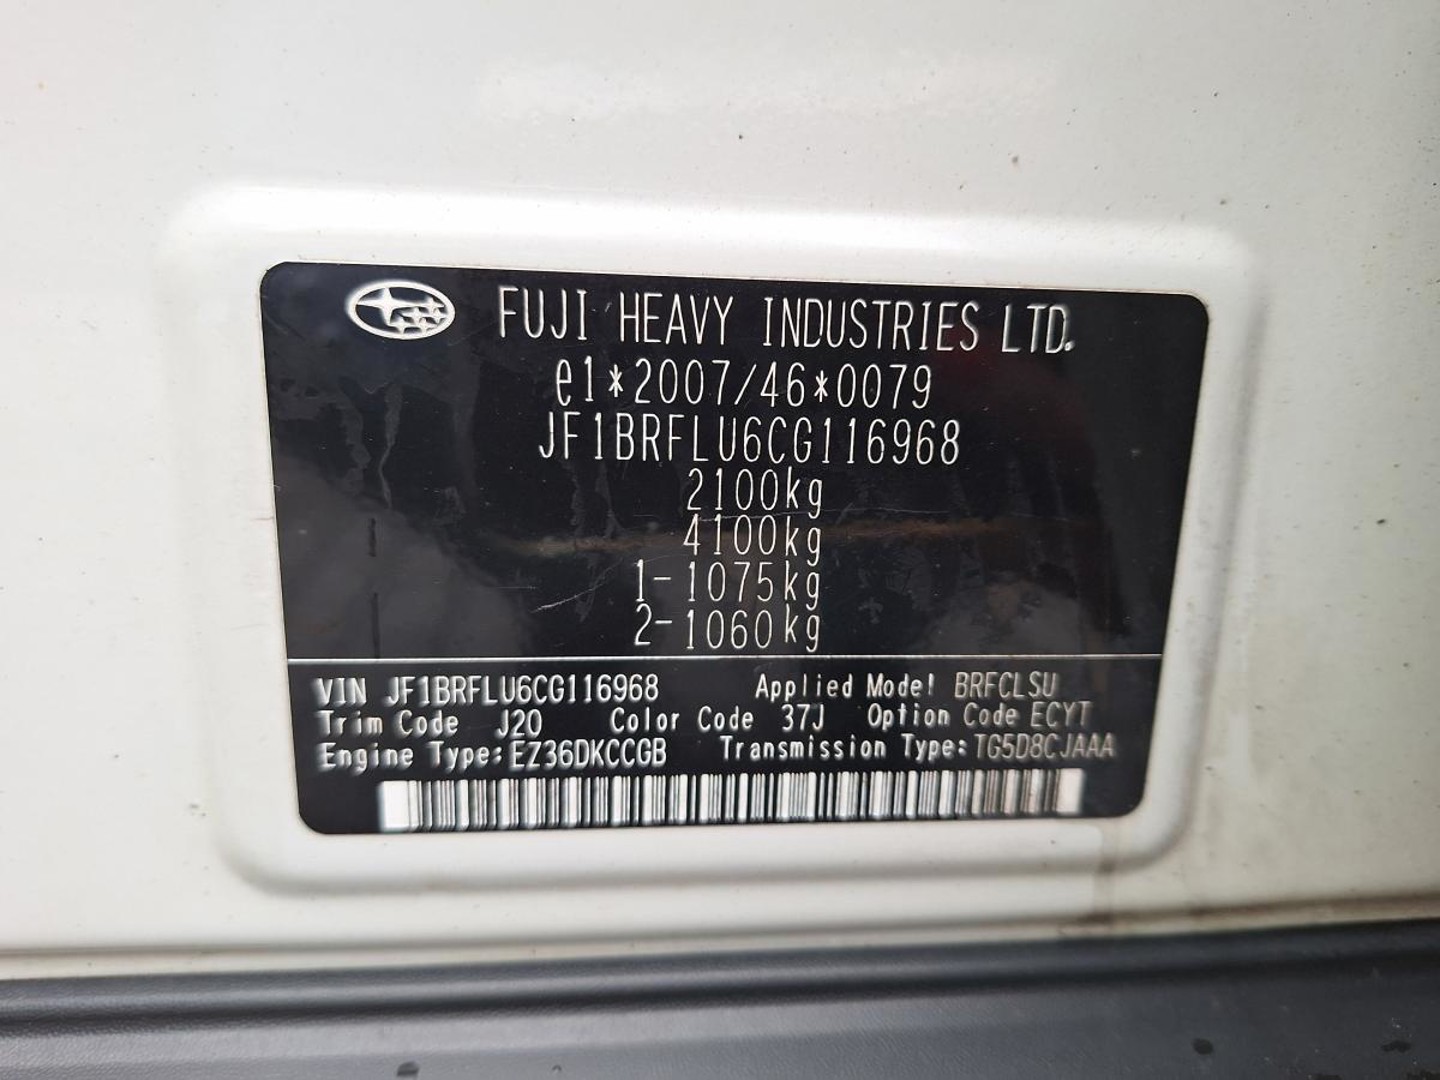 FUJI HEAVY INDUSTRIES LTD.
e1*2007/46*0079
JF1BRFLU6CG116968
2100kg
4100kg
1-1075kg
2-1060kg
VIN JF1BRFLU6CG116968 Applied Model BRFCLSU
Trim Code J20 Color Code 37J Option Code ECYT
Engine Type:EZ36DKCCGB Transmission Type:TG5D8CJAAA